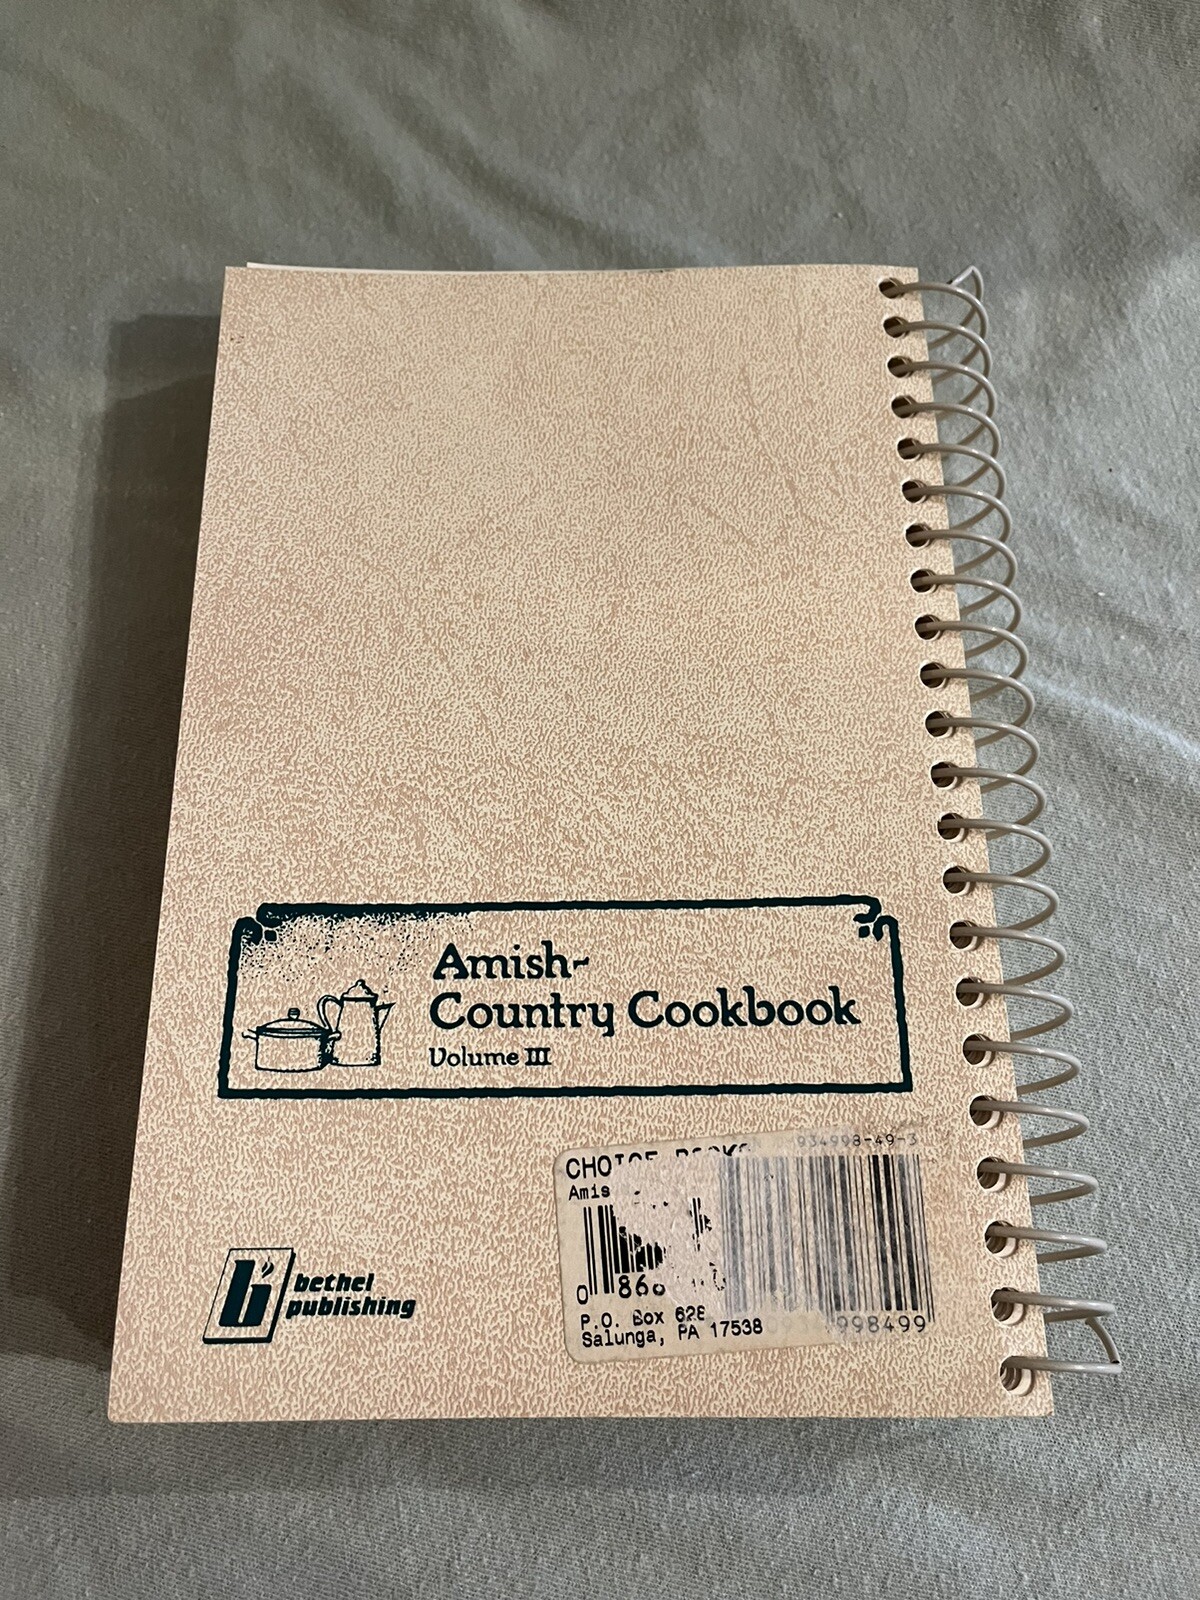 Amish-
Country Cookbook
Volume III
934998-49-3
CHOICE BOOKS
Amis
0 86
998499
P.O. Box 628
Salunga, PA 17538
b
bethel
publishing